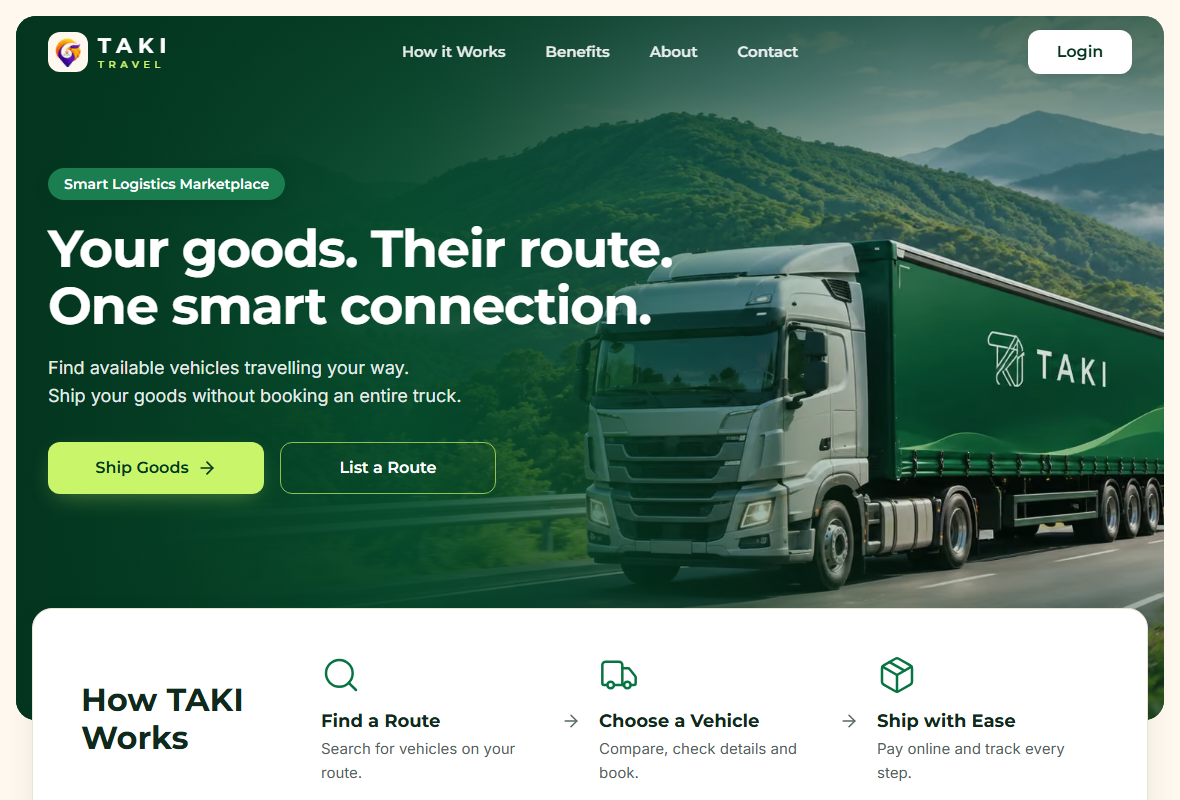 TAKI
TRAVEL
How it Works
Benefits
About
Contact
Login
Smart Logistics Marketplace
Your goods. Their route.
One smart connection.
Find available vehicles travelling your way.
Ship your goods without booking an entire truck.
Ship Goods
List a Route
TAKI
How TAKI
Works
Find a Route
Search for vehicles on your
route.
Choose a Vehicle
Compare, check details and
book.
Ship with Ease
Pay online and track every
step.